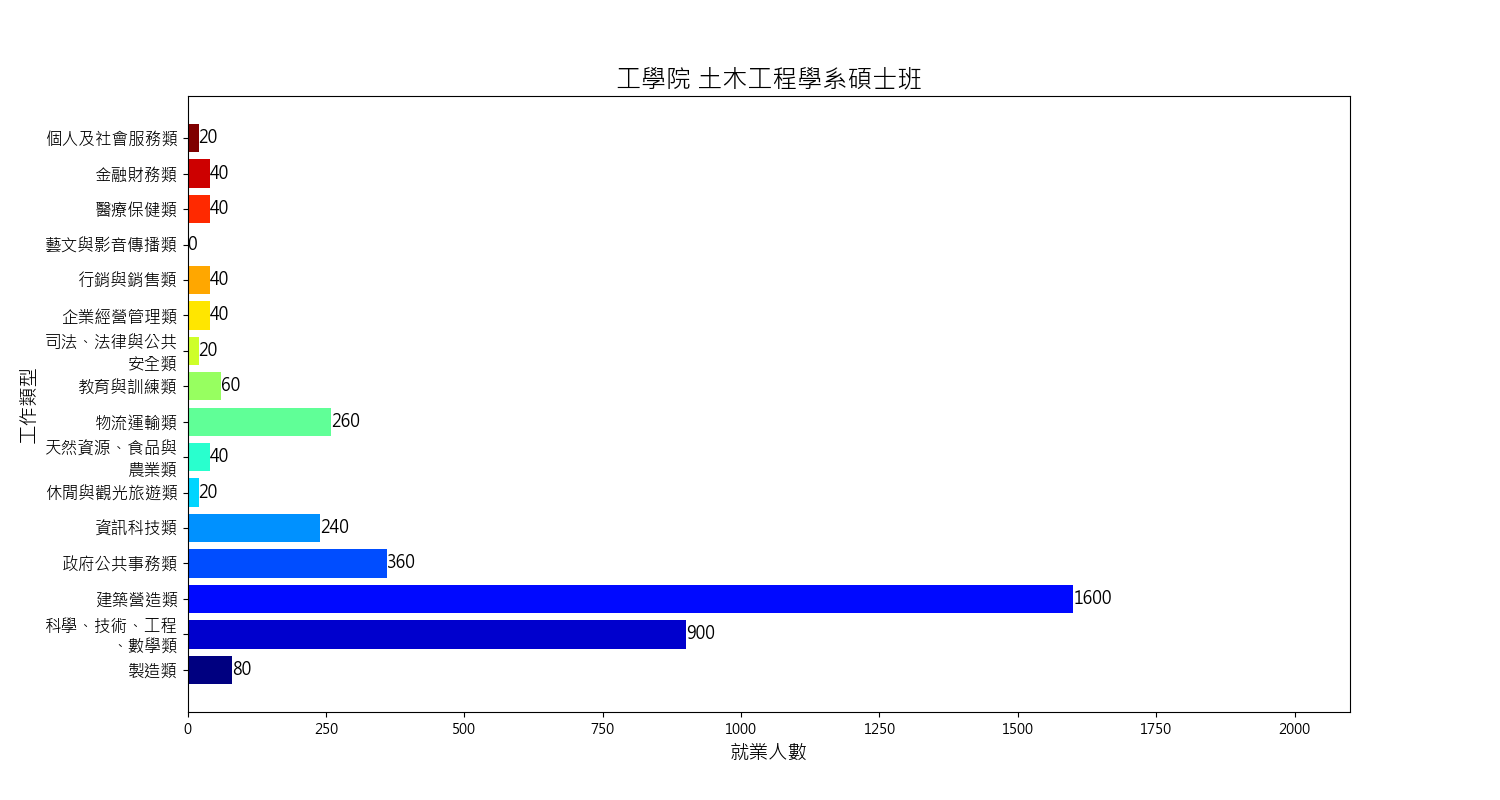 工學院 土木工程學系碩士班
個人及社會服務類
20
金融財務類
40
醫療保健類
40
藝文與影音傳播類
0
行銷與銷售類
40
企業經營管理類
40
司法、法律與公共
安全類
20
教育與訓練類
60
物流運輸類
260
天然資源、食品與
農業類
40
休閒與觀光旅遊類
20
資訊科技類
240
政府公共事務類
360
建築營造類
1600
科學、技術、工程
、數學類
900
製造類
80
工作類型
0 250 500 750 1000 1250 1500 1750 2000
就業人數